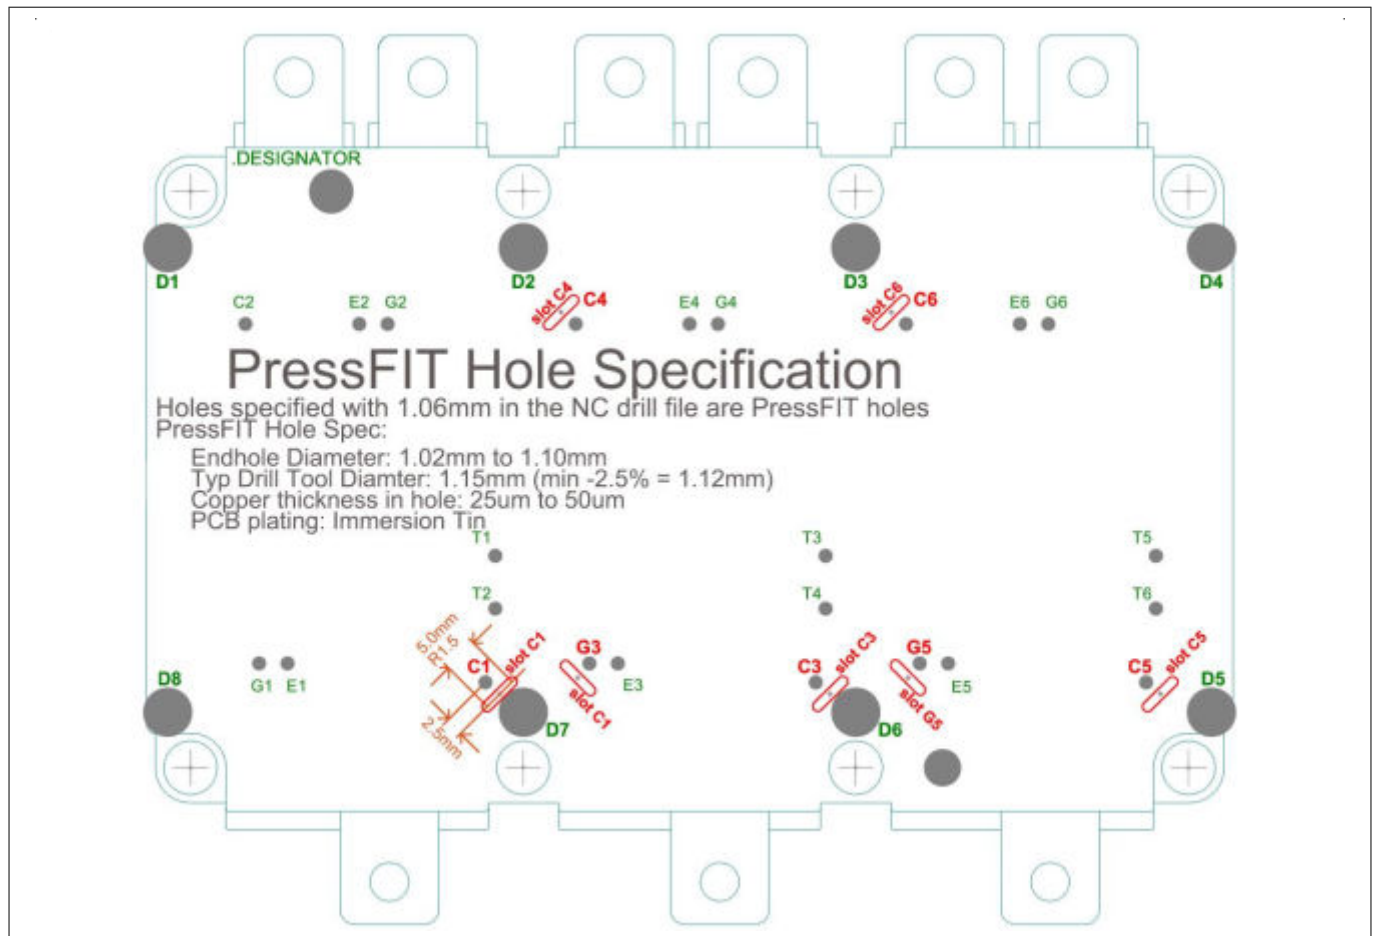 .DESIGNATOR
D1
D2
D3
D4
C2
E2
G2
slot C4
C4
E4
G4
slot C6
C6
E6
G6
PressFIT Hole Specification
Holes specified with 1.06mm in the NC drill file are PressFIT holes
PressFIT Hole Spec:
Endhole Diameter: 1.02mm to 1.10mm
Typ Drill Tool Diamter: 1.15mm (min -2.5% = 1.12mm)
Copper thickness in hole: 25um to 50um
PCB plating: Immersion Tin
T1
T3
T5
T2
T4
T6
5.0mm
R1.5
2.5mm
D8
G1
E1
C1
slot C1
G3
slot C1
E3
D7
C3
slot C3
G5
slot G5
E5
D6
C5
slot C5
D5